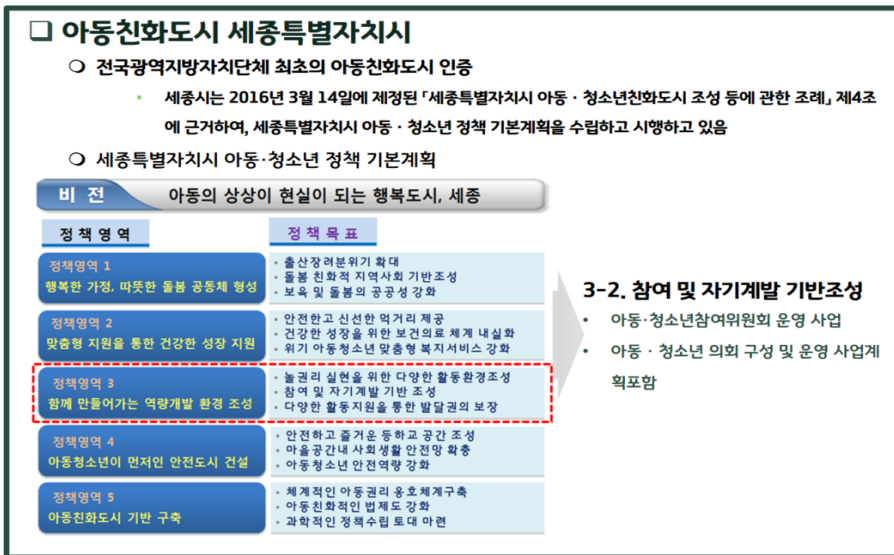 ❑ 아동친화도시 세종특별자치시
❍ 전국광역지방자치단체 최초의 아동친화도시 인증
• 세종시는 2016년 3월 14일에 제정된 「세종특별자치시 아동 · 청소년친화도시 조성 등에 관한 조례」 제4조
에 근거하여, 세종특별자치시 아동 · 청소년 정책 기본계획을 수립하고 시행하고 있음
❍ 세종특별자치시 아동·청소년 정책 기본계획
비 전 아동의 상상이 현실이 되는 행복도시, 세종
정책영역 정책목표
정책영역 1
행복한 가정, 따뜻한 돌봄 공동체 형성
• 출산장려분위기 확대
• 돌봄 친화적 지역사회 기반조성
• 보육 및 돌봄의 공공성 강화
정책영역 2
맞춤형 지원을 통한 건강한 성장 지원
• 안전하고 신선한 먹거리 제공
• 건강한 성장을 위한 보건의료 체계 내실화
• 위기 아동청소년 맞춤형 복지서비스 강화
정책영역 3
함께 만들어가는 역량개발 환경 조성
• 놀권리 실현을 위한 다양한 활동환경조성
• 참여 및 자기계발 기반 조성
• 다양한 활동지원을 통한 발달권의 보장
정책영역 4
아동청소년이 먼저인 안전도시 건설
• 안전하고 즐거운 등하교 공간 조성
• 마을공간내 사회생활 안전망 확충
• 아동청소년 안전역량 강화
정책영역 5
아동친화도시 기반 구축
• 체계적인 아동권리 옹호체계구축
• 아동친화적인 법제도 강화
• 과학적인 정책수립 토대 마련
3-2. 참여 및 자기계발 기반조성
• 아동·청소년참여위원회 운영 사업
• 아동 · 청소년 의회 구성 및 운영 사업계
획포함